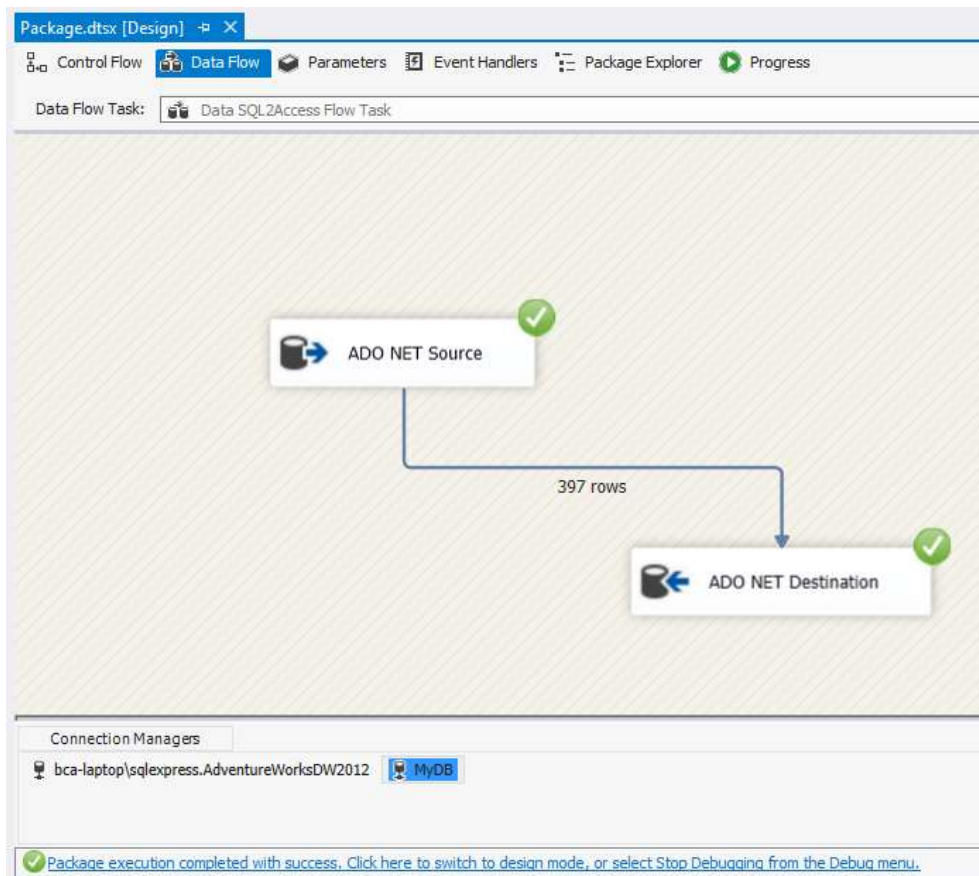 Package.dtsx [Design]
Control Flow Data Flow Parameters Event Handlers Package Explorer Progress
Data Flow Task: Data SQL2Access Flow Task
ADO NET Source
397 rows
ADO NET Destination
Connection Managers
bca-laptop\sqlexpress.AdventureWorksDW2012 MyDB
Package execution completed with success. Click here to switch to design mode, or select Stop Debugging from the Debug menu.